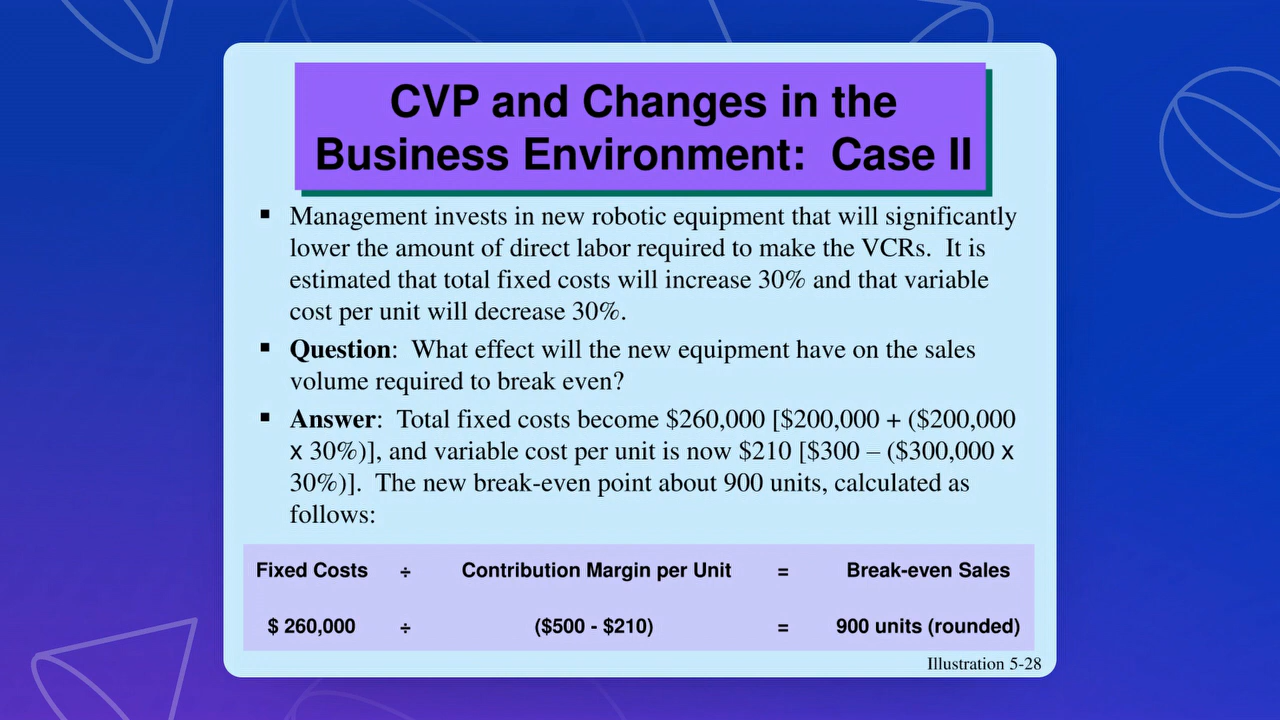 CVP and Changes in the
Business Environment: Case II
▪ Management invests in new robotic equipment that will significantly
lower the amount of direct labor required to make the VCRs. It is
estimated that total fixed costs will increase 30% and that variable
cost per unit will decrease 30%.
▪ Question: What effect will the new equipment have on the sales
volume required to break even?
▪ Answer: Total fixed costs become $260,000 [$200,000 + ($200,000
x 30%)], and variable cost per unit is now $210 [$300 – ($300,000 x
30%)]. The new break-even point about 900 units, calculated as
follows:
Fixed Costs ÷ Contribution Margin per Unit = Break-even Sales
$ 260,000 ÷ ($500 - $210) = 900 units (rounded)
Illustration 5-28